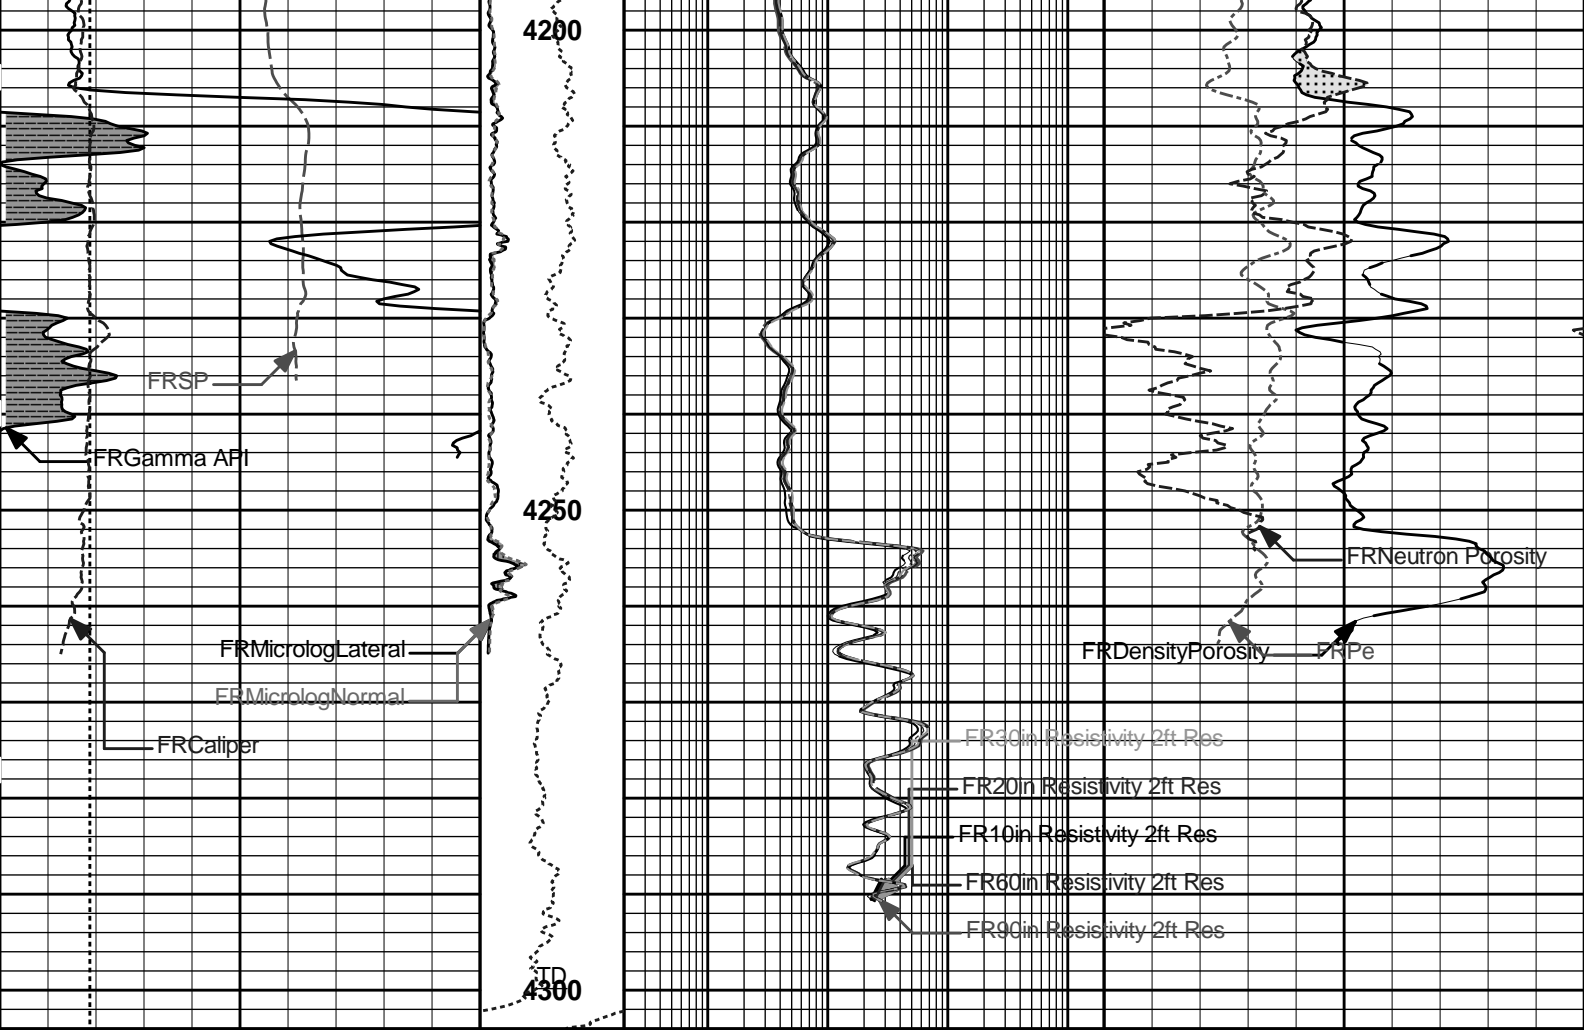 4200
FRSP
FRGamma API
4250
FRNeutron Porosity
FRMicrologLateral
FRDensityPorosity
FRPe
FRMicrologNormal
FRCaliper
FR30in Resistivity 2ft Res
FR20in Resistivity 2ft Res
FR10in Resistivity 2ft Res
FR60in Resistivity 2ft Res
FR90in Resistivity 2ft Res
TD
4300